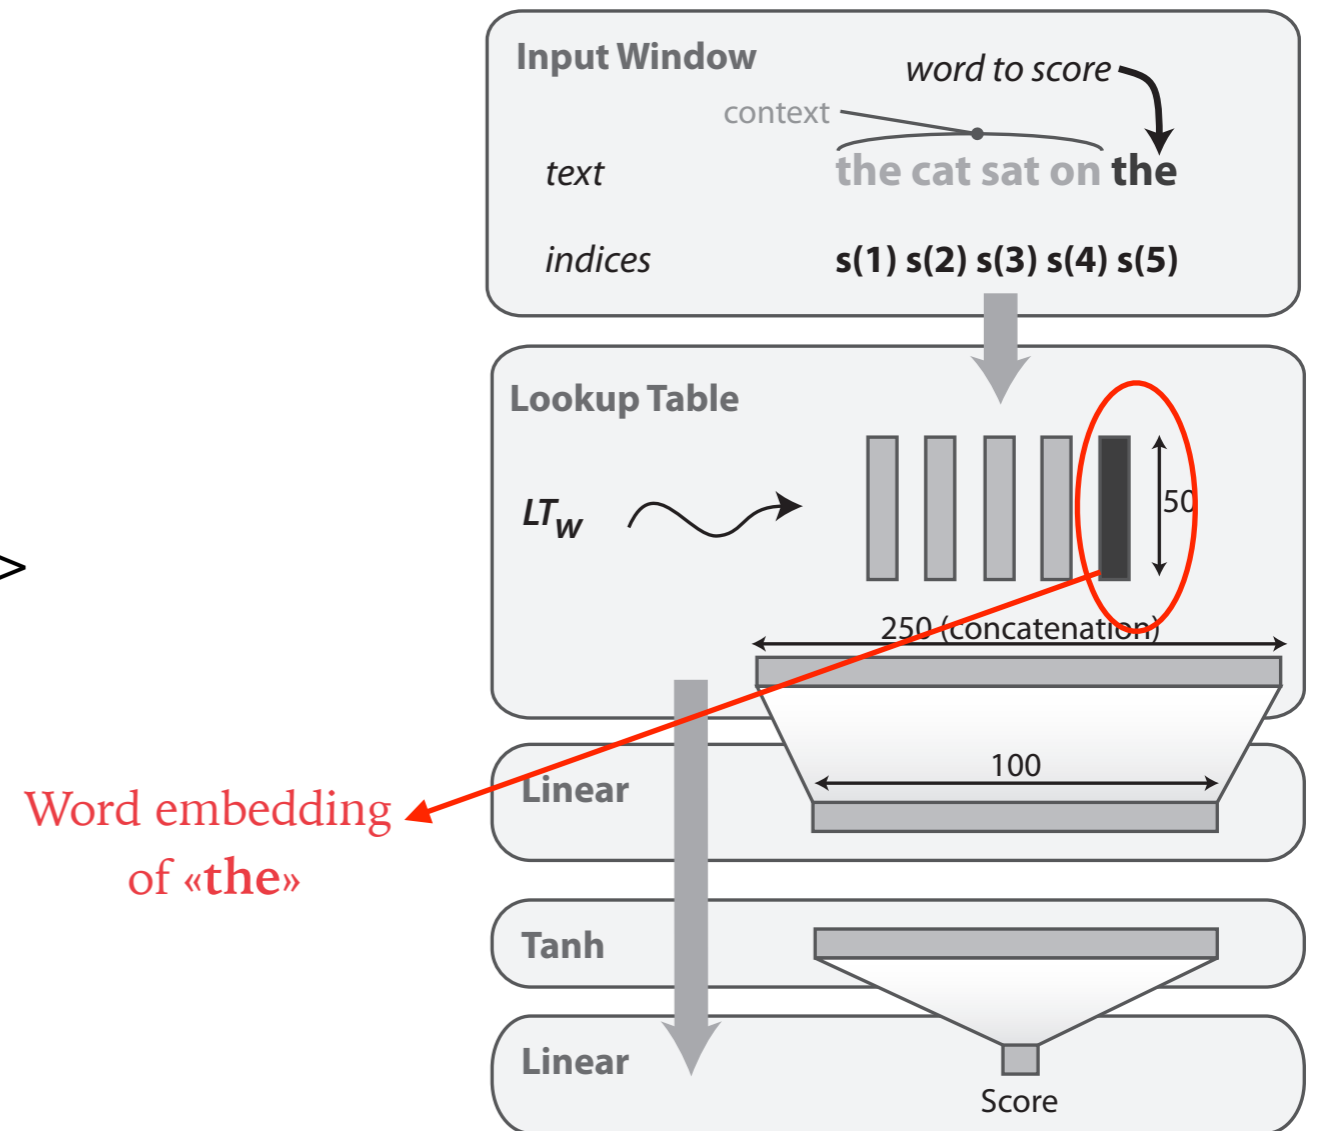 Input Window
word to score
context
text the cat sat on the
indices s(1) s(2) s(3) s(4) s(5)
Lookup Table
LT_W
50
>
250 (concatenation)
100
Linear
Word embedding
of «the»
Tanh
Linear
Score